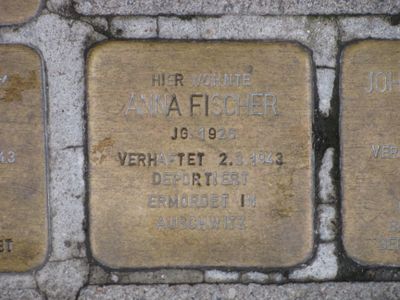 HIER WOHNTE
ANNA FISCHER
JG. 1926
VERHAFTET 2.3.1943
DEPORTIERT
ERMORDET IN
AUSCHWITZ